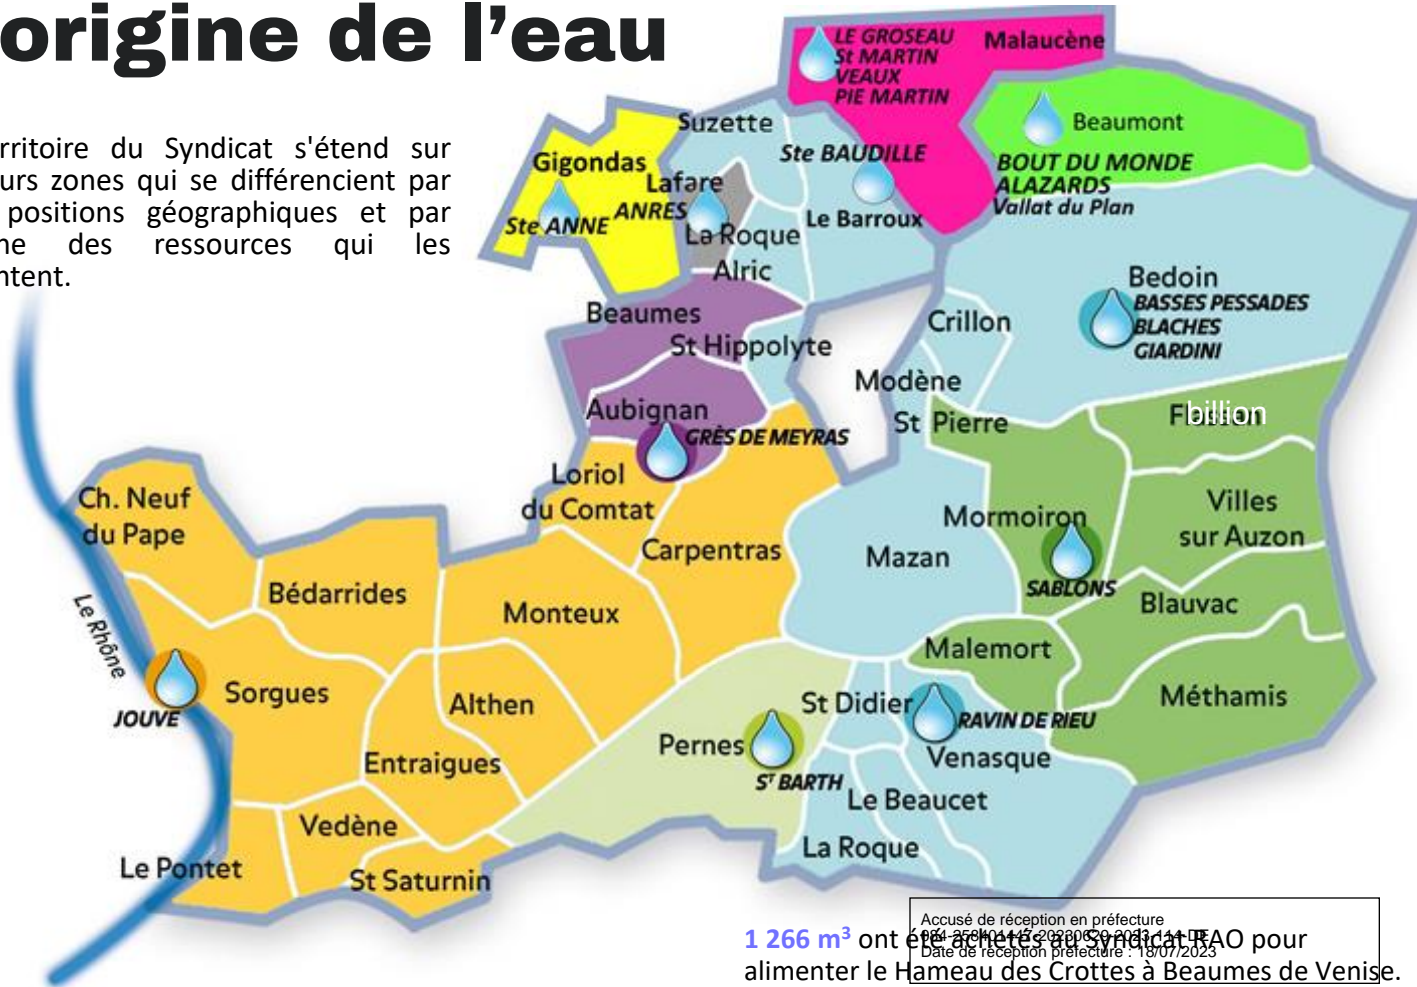 origine de l'eau
rritoire du Syndicat s'étend sur
urs zones qui se différencient par
positions géographiques et par
ne des ressources qui les
ntent.
LE GROSEAU
St MARTIN
VEAUX
PIE MARTIN
Malaucène
Beaumont
BOUT DU MONDE
ALAZARDS
Vallat du Plan
Suzette
Ste BAUDILLE
Le Barroux
Gigondas
Ste ANNE
Lafare
ANRES
La Roque
Alric
Beaumes
St Hippolyte
Aubignan
GRÈS DE MEYRAS
Bedoin
BASSES PESSADES
BLACHES
GIARDINI
Crillon
Modène
St Pierre
billion
Loriol
du Comtat
Carpentras
Mazan
Mormoiron
SABLONS
Villes
sur Auzon
Blauvac
Malemort
Méthamis
Ch. Neuf
du Pape
Le Rhône
Bédarrides
Monteux
JOUVE
Sorgues
Althen
Entraigues
Pernes
ST BARTH
St Didier
RAVIN DE RIEU
Venasque
Le Beaucet
La Roque
Vedène
Le Pontet
St Saturnin
Accusé de réception en préfecture
084-258401447-20230629-2023-114-DE
Date de réception préfecture : 18/07/2023
1 266 m³ ont été achetés au Syndicat RAO pour
alimenter le Hameau des Crottes à Beaumes de Venise.